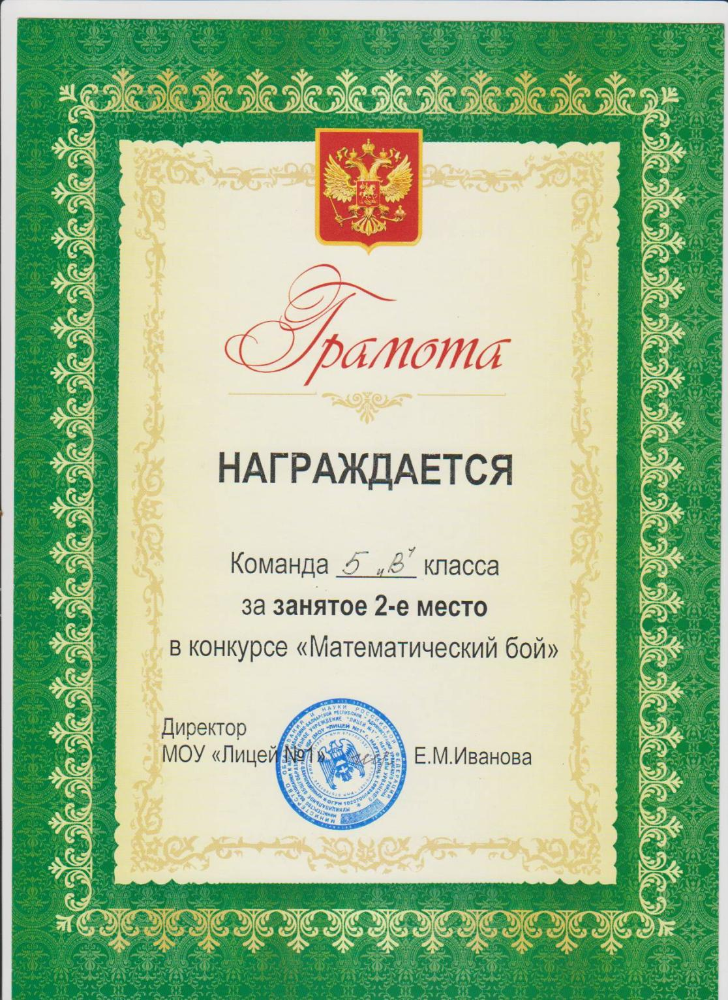 Грамота
НАГРАЖДАЕТСЯ
Команда 5 „В" класса
за занятое 2-е место
в конкурсе «Математический бой»
Директор
МОУ «Лицей №1» Е.М.Иванова